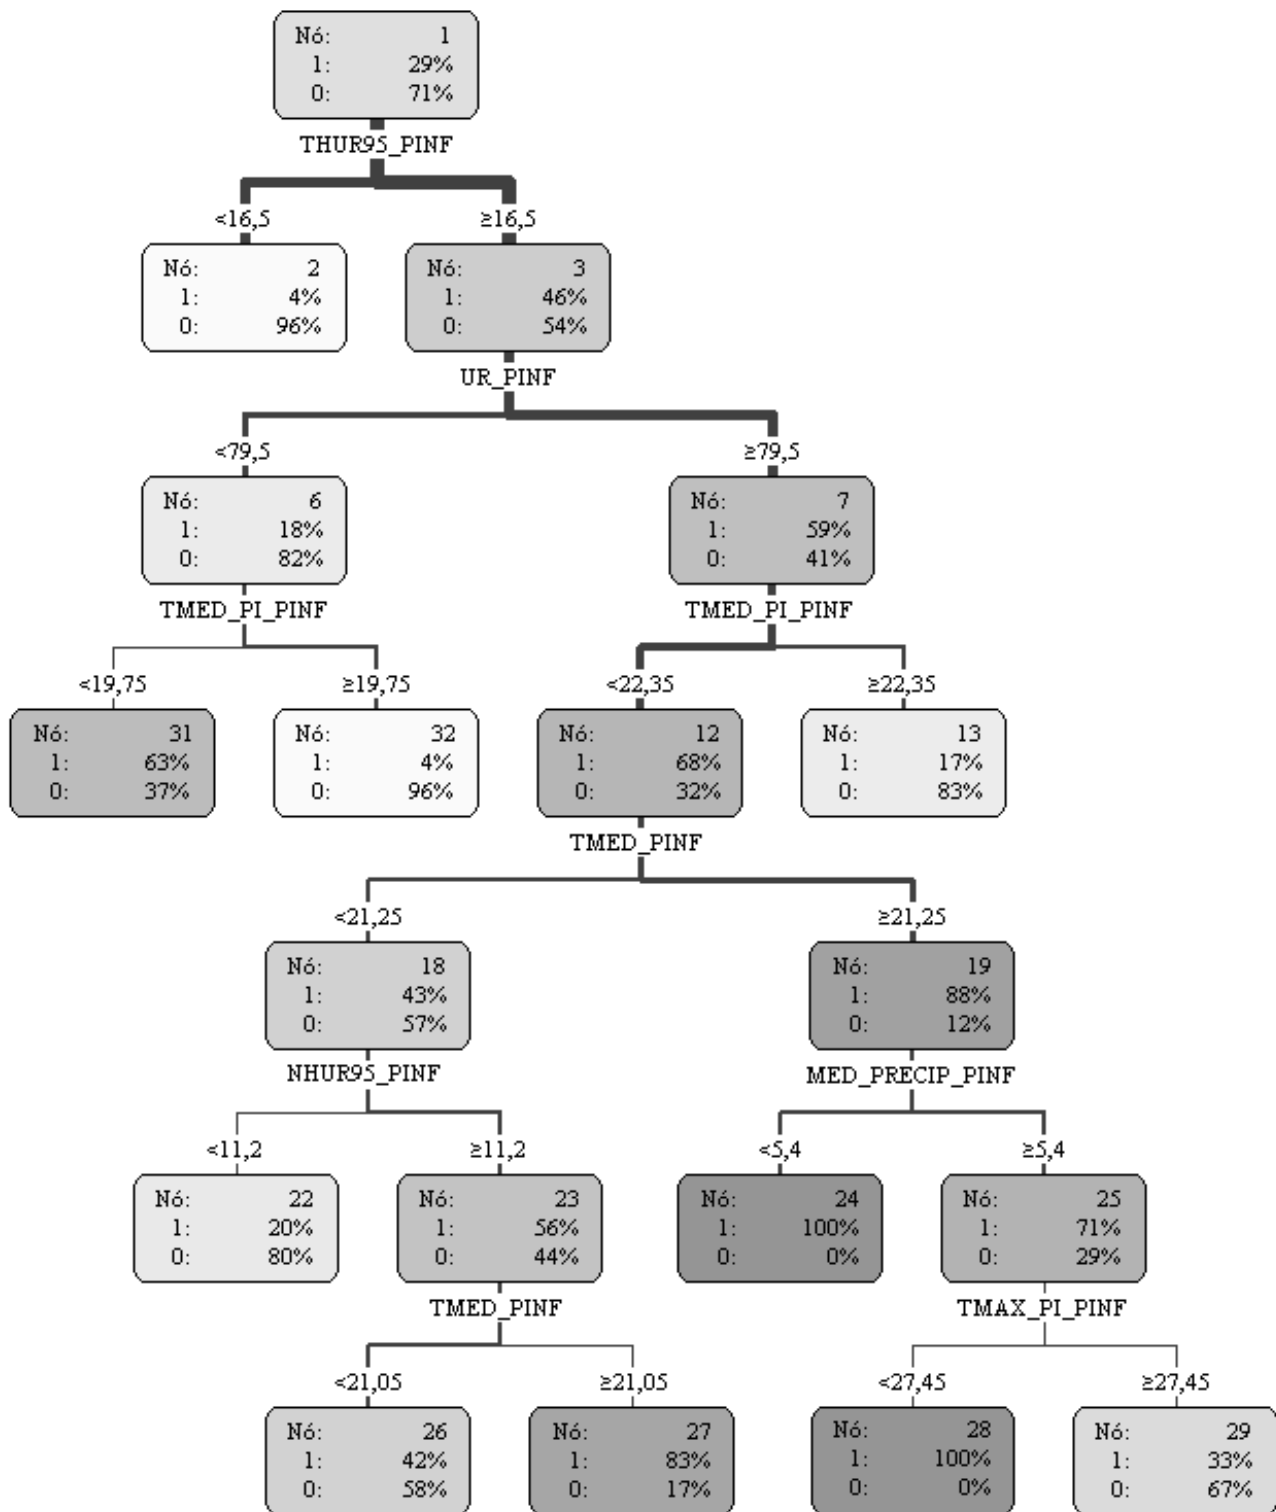 Nó: 1
1: 29%
0: 71%
THUR95_PINF
<16,5 ≥16,5
Nó: 2 Nó: 3
1: 4% 1: 46%
0: 96% 0: 54%
UR_PINF
<79,5 ≥79,5
Nó: 6 Nó: 7
1: 18% 1: 59%
0: 82% 0: 41%
TMED_PI_PINF TMED_PI_PINF
<19,75 ≥19,75 <22,35 ≥22,35
Nó: 31 Nó: 32 Nó: 12 Nó: 13
1: 63% 1: 4% 1: 68% 1: 17%
0: 37% 0: 96% 0: 32% 0: 83%
TMED_PINF
<21,25 ≥21,25
Nó: 18 Nó: 19
1: 43% 1: 88%
0: 57% 0: 12%
NHUR95_PINF MED_PRECIP_PINF
<11,2 ≥11,2 <5,4 ≥5,4
Nó: 22 Nó: 23 Nó: 24 Nó: 25
1: 20% 1: 56% 1: 100% 1: 71%
0: 80% 0: 44% 0: 0% 0: 29%
TMED_PINF TMAX_PI_PINF
<21,05 ≥21,05 <27,45 ≥27,45
Nó: 26 Nó: 27 Nó: 28 Nó: 29
1: 42% 1: 83% 1: 100% 1: 33%
0: 58% 0: 17% 0: 0% 0: 67%